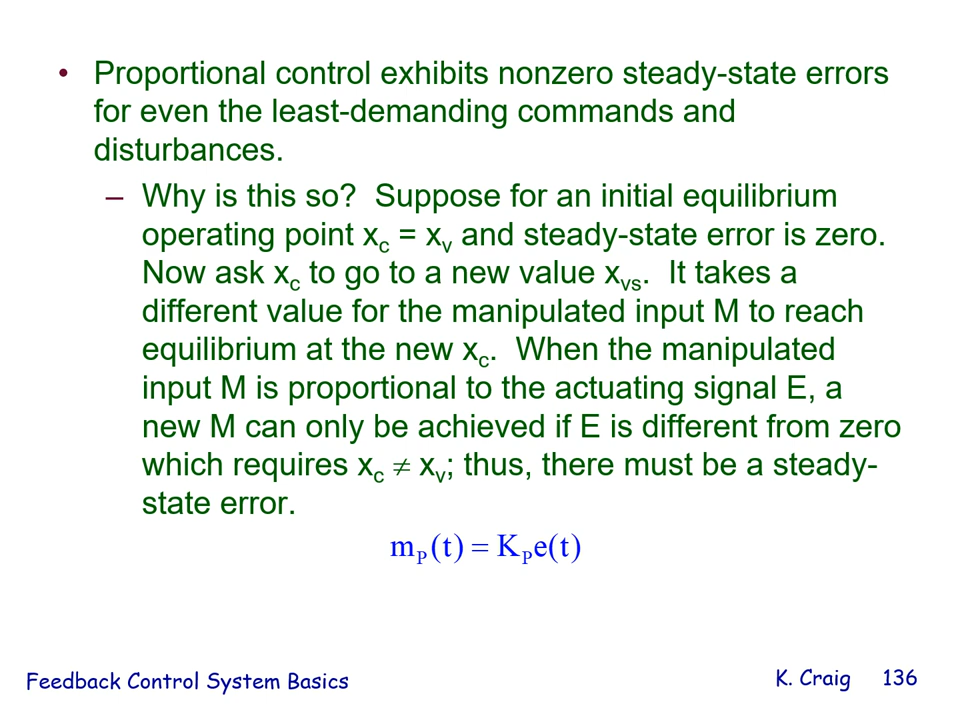 • Proportional control exhibits nonzero steady-state errors
for even the least-demanding commands and
disturbances.
– Why is this so? Suppose for an initial equilibrium
operating point xc = xv and steady-state error is zero.
Now ask xc to go to a new value xvs. It takes a
different value for the manipulated input M to reach
equilibrium at the new xc. When the manipulated
input M is proportional to the actuating signal E, a
new M can only be achieved if E is different from zero
which requires xc ≠ xv; thus, there must be a steady-
state error.
mP(t) = KPe(t)
Feedback Control System Basics
K. Craig 136